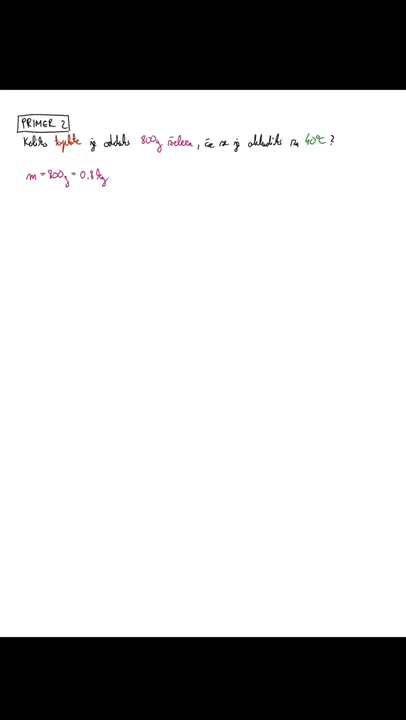 PRIMER 2
Koliko toplote je oddalo 800g železa, če se je ohladilo za 40°C?
m = 800g = 0.8kg